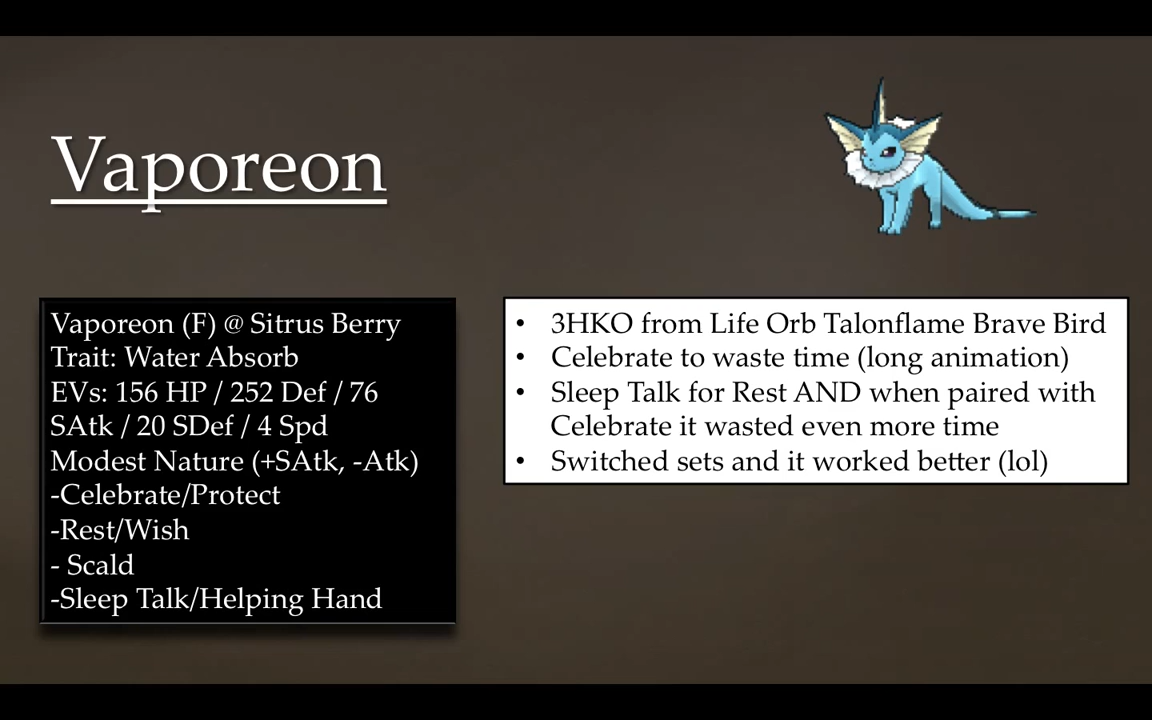 Vaporeon
Vaporeon (F) @ Sitrus Berry
Trait: Water Absorb
EVs: 156 HP / 252 Def / 76
SAtk / 20 SDef / 4 Spd
Modest Nature (+SAtk, -Atk)
-Celebrate/Protect
-Rest/Wish
- Scald
-Sleep Talk/Helping Hand
• 3HKO from Life Orb Talonflame Brave Bird
• Celebrate to waste time (long animation)
• Sleep Talk for Rest AND when paired with
Celebrate it wasted even more time
• Switched sets and it worked better (lol)